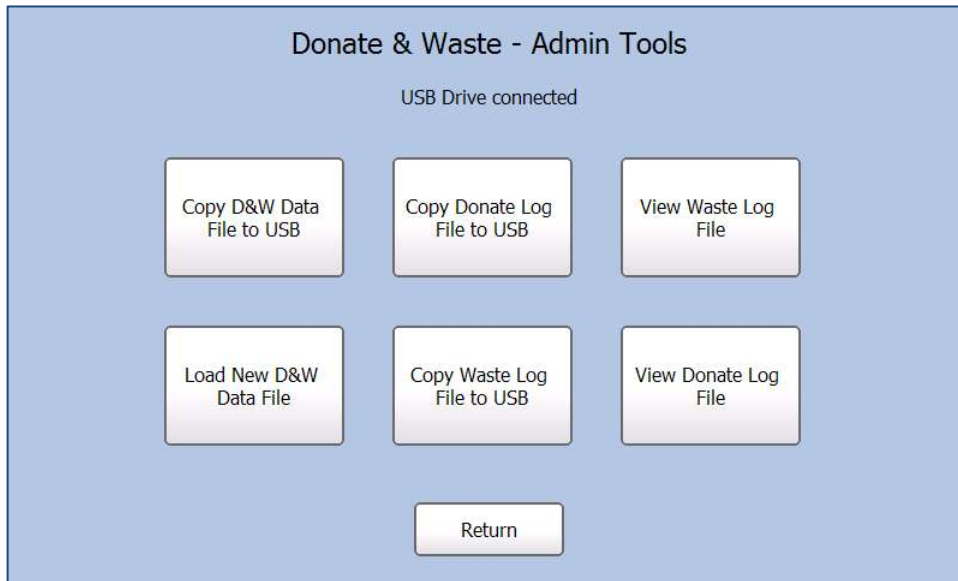 Donate & Waste - Admin Tools
USB Drive connected
Copy D&W Data
File to USB
Copy Donate Log
File to USB
View Waste Log
File
Load New D&W
Data File
Copy Waste Log
File to USB
View Donate Log
File
Return